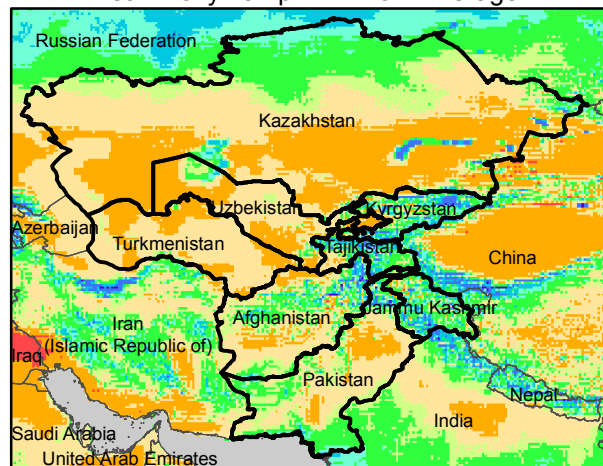 Russian Federation
Kazakhstan
Uzbekistan
Kyrgyzstan
Azerbaijan
Turkmenistan
Tajikistan
China
Afghanistan
Jammu Kashmir
Iran
(Islamic Republic of)
Iraq
Pakistan
Nepal
India
Saudi Arabia
United Arab Emirates